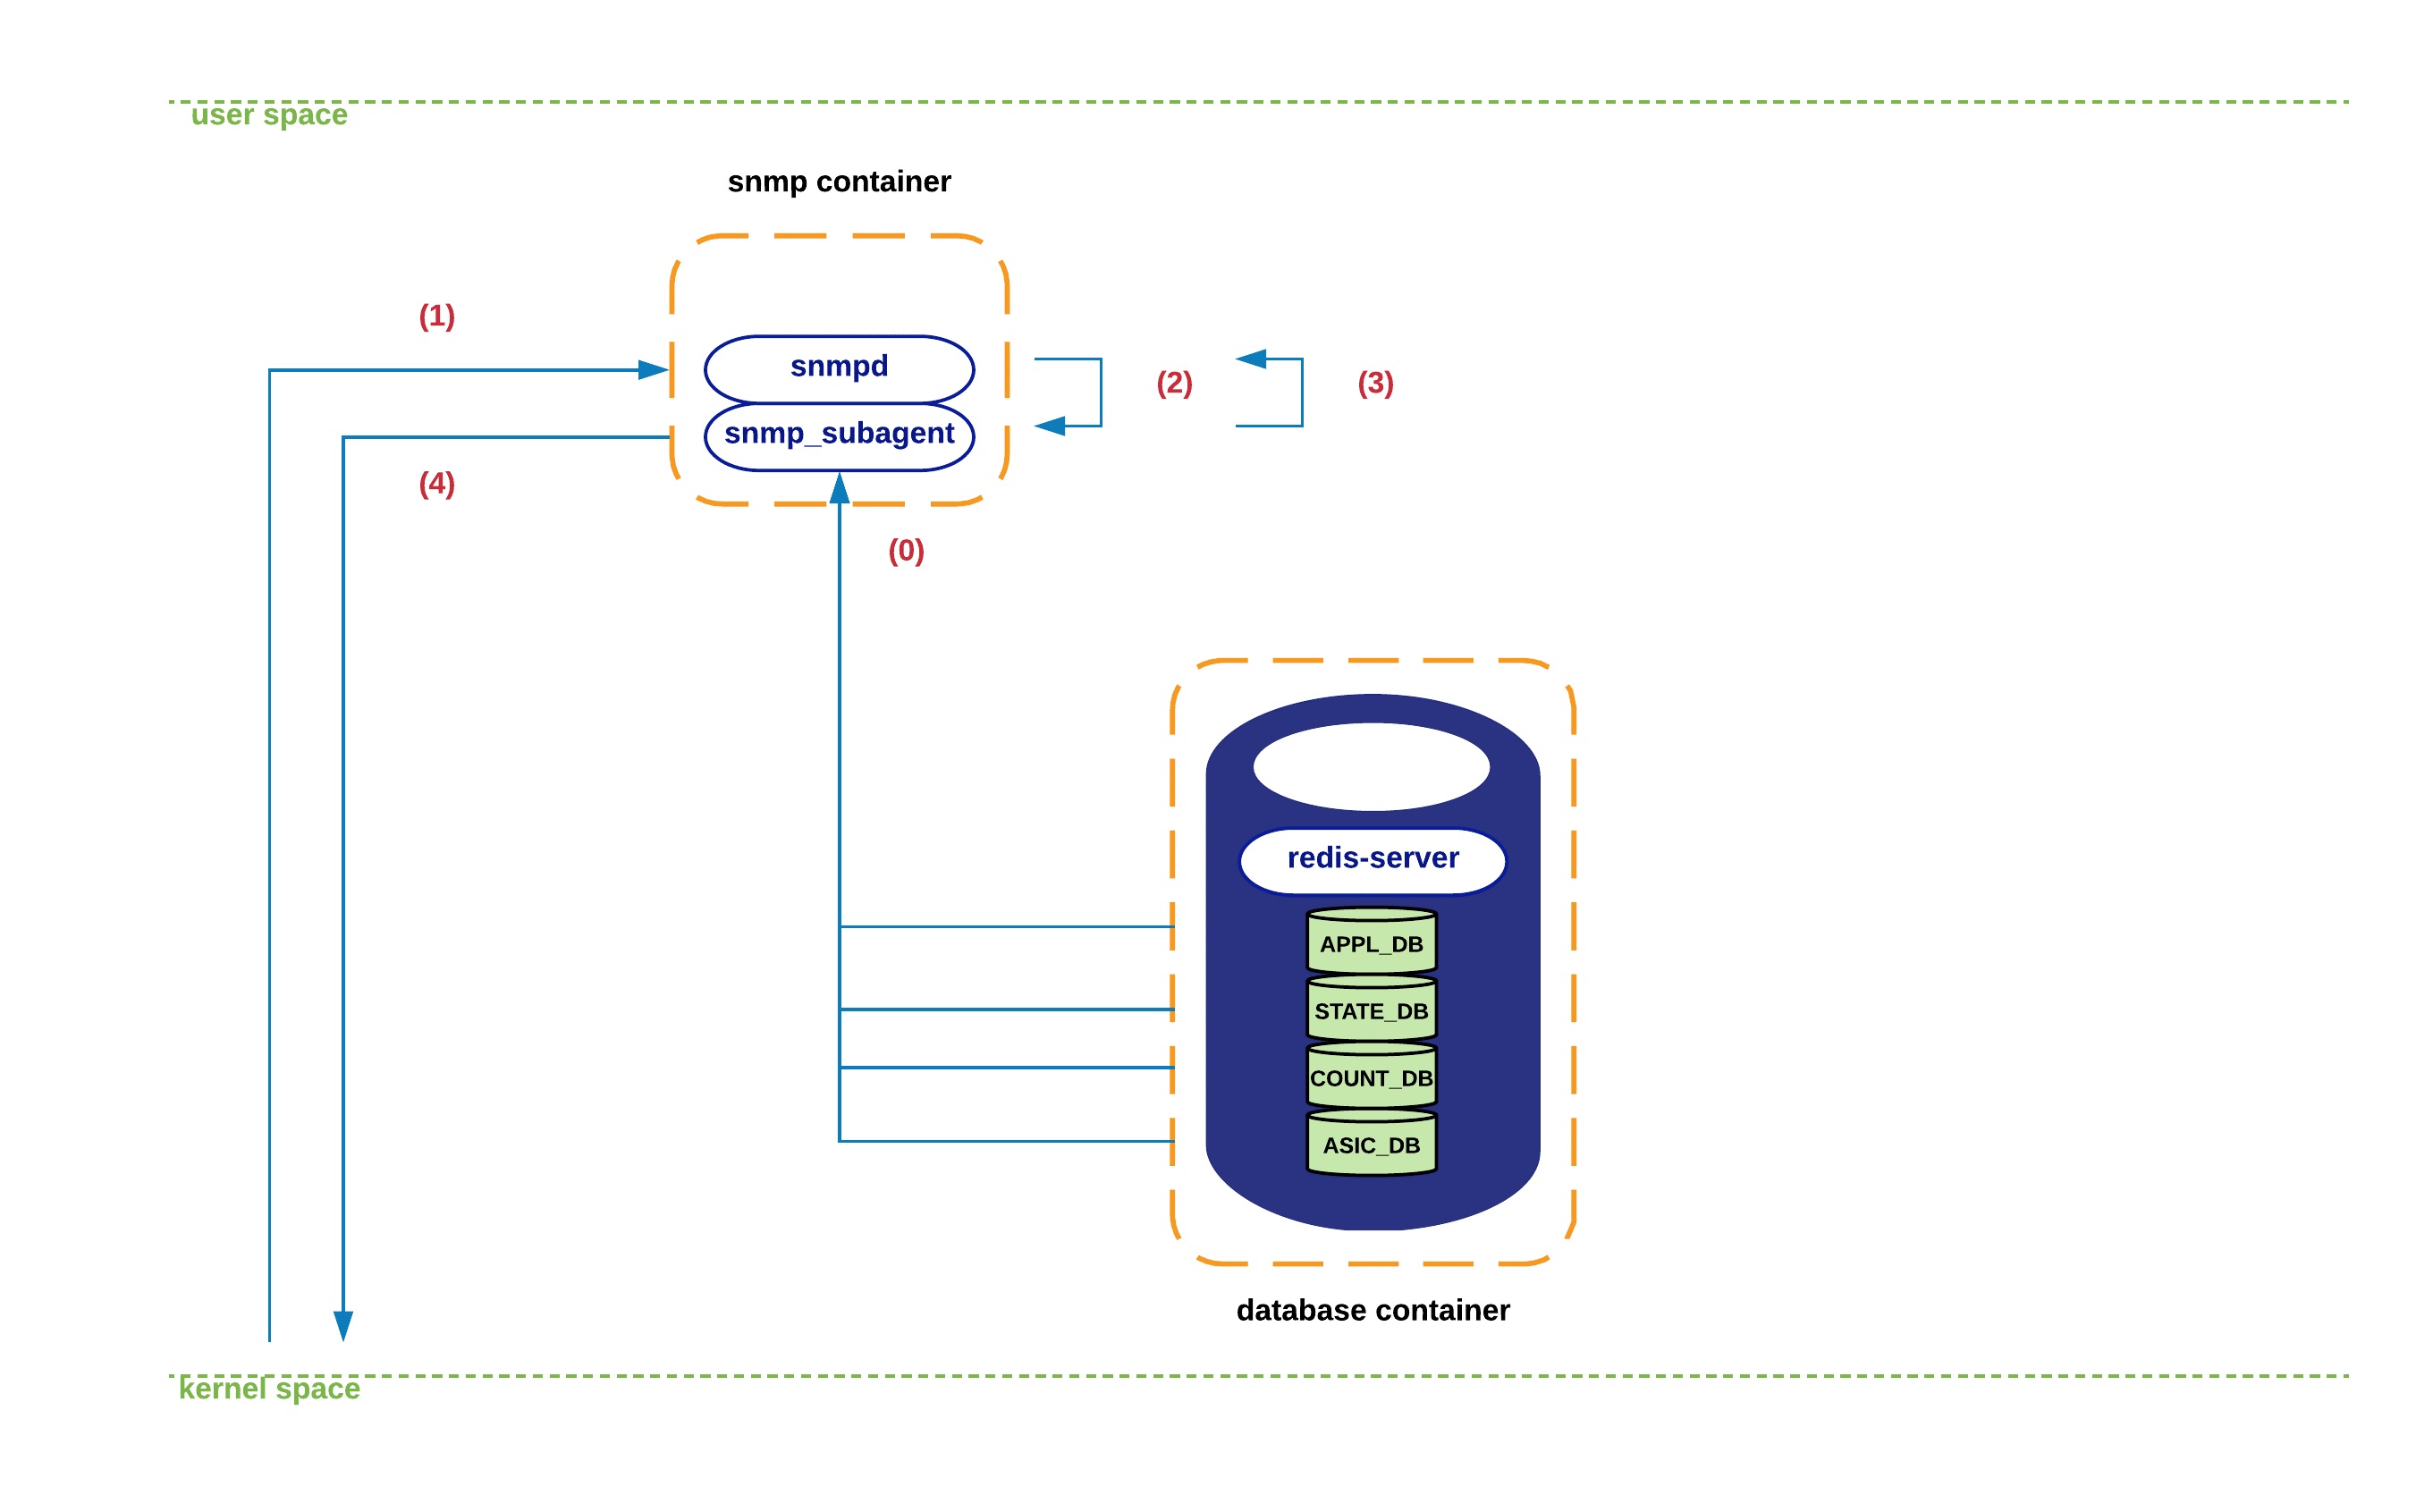 user space
snmp container
(1)
snmpd
(2)
(3)
snmp_subagent
(4)
(0)
redis-server
APPL_DB
STATE_DB
COUNT_DB
ASIC_DB
database container
kernel space